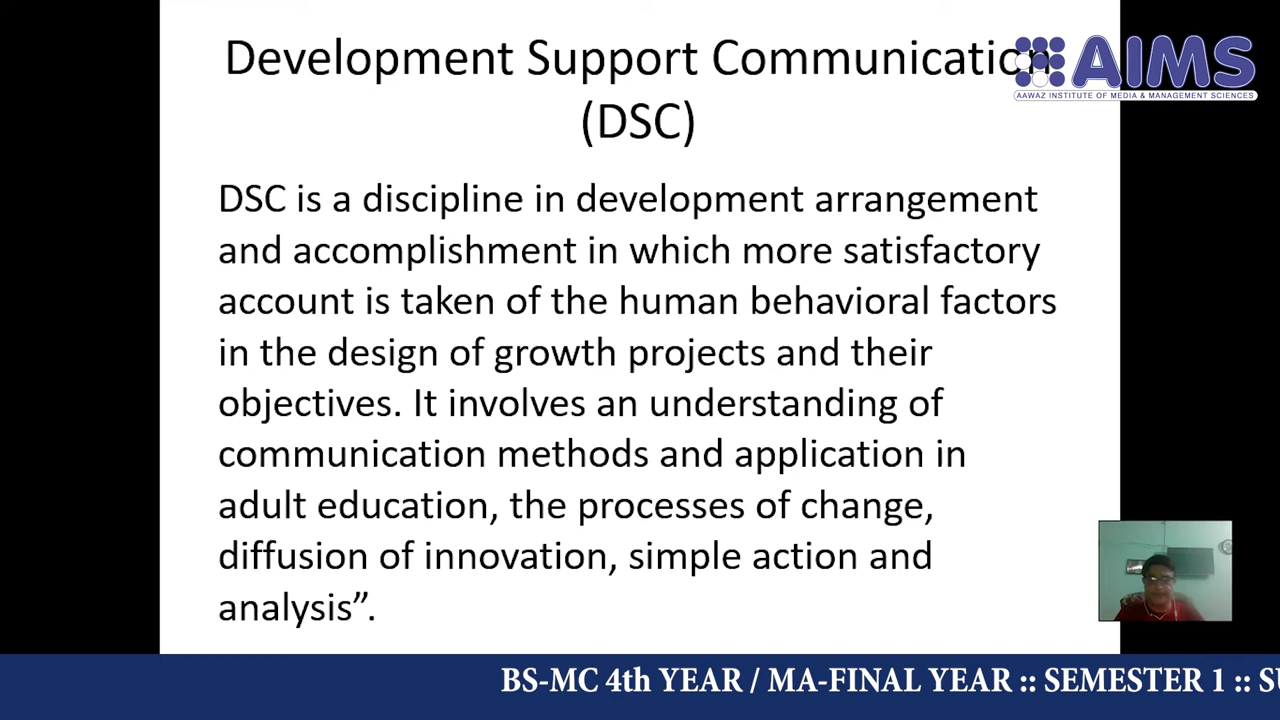 Development Support Communication
(DSC)
AIMS
AAWAZ INSTITUTE OF MEDIA & MANAGEMENT SCIENCES
DSC is a discipline in development arrangement
and accomplishment in which more satisfactory
account is taken of the human behavioral factors
in the design of growth projects and their
objectives. It involves an understanding of
communication methods and application in
adult education, the processes of change,
diffusion of innovation, simple action and
analysis”.
BS-MC 4th YEAR / MA-FINAL YEAR :: SEMESTER 1 :: SU